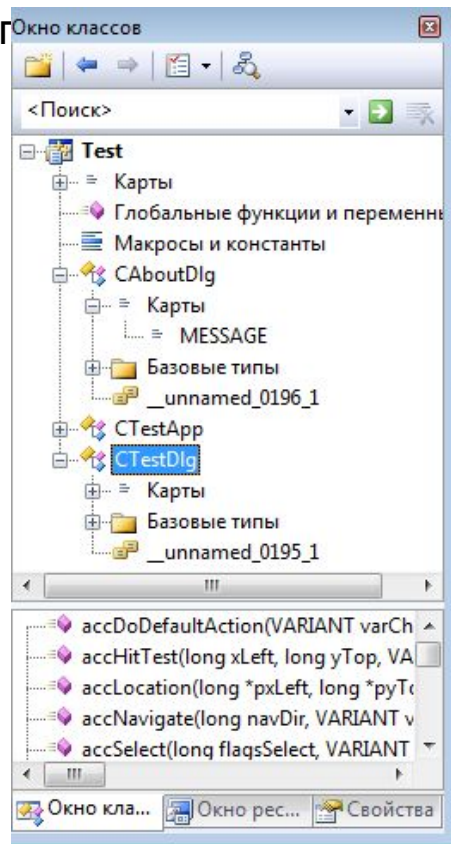 Окно классов
<Поиск>
Test
Карты
Глобальные функции и переменны
Макросы и константы
CAboutDlg
Карты
MESSAGE
Базовые типы
__unnamed_0196_1
CTestApp
CTestDlg
Карты
Базовые типы
__unnamed_0195_1
accDoDefaultAction(VARIANT varCh
accHitTest(long xLeft, long yTop, VA
accLocation(long *pxLeft, long *pyTo
accNavigate(long navDir, VARIANT v
accSelect(long flagsSelect, VARIANT
Окно кла... Окно рес... Свойства